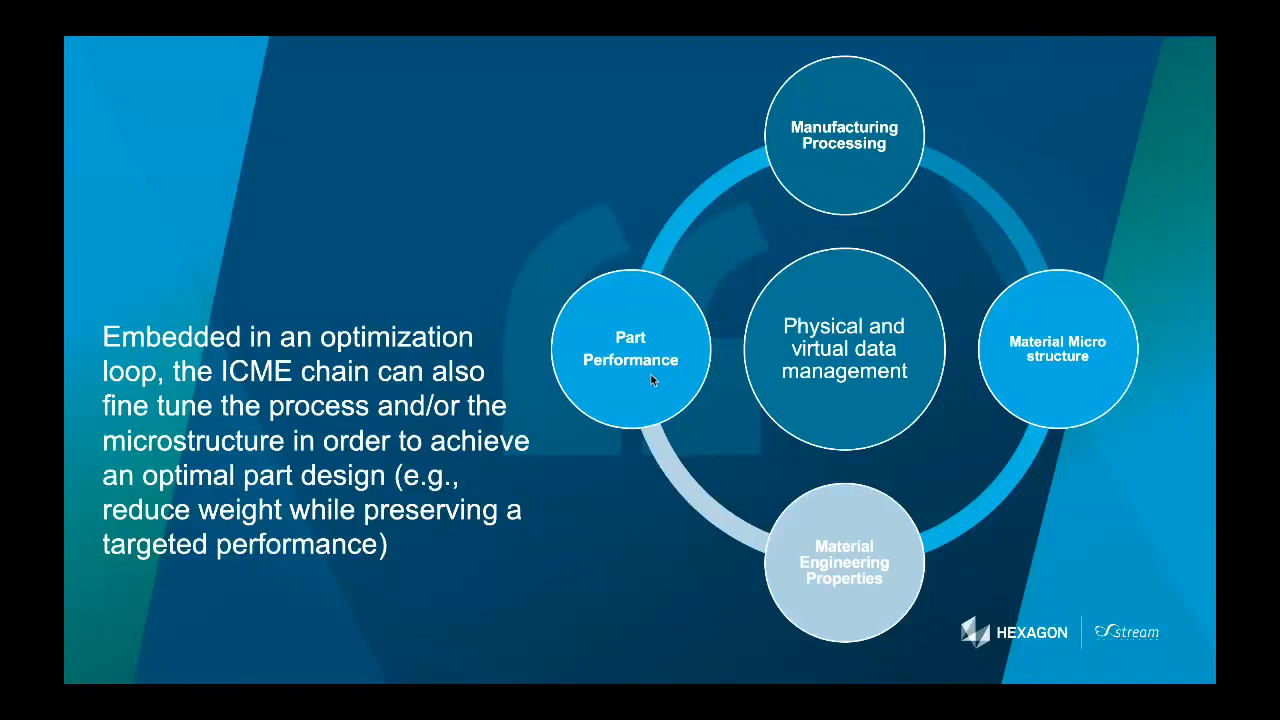 Manufacturing
Processing
Part
Performance
Physical and
virtual data
management
Material Micro
structure
Material
Engineering
Properties
Embedded in an optimization
loop, the ICME chain can also
fine tune the process and/or the
microstructure in order to achieve
an optimal part design (e.g.,
reduce weight while preserving a
targeted performance)
HEXAGON
stream